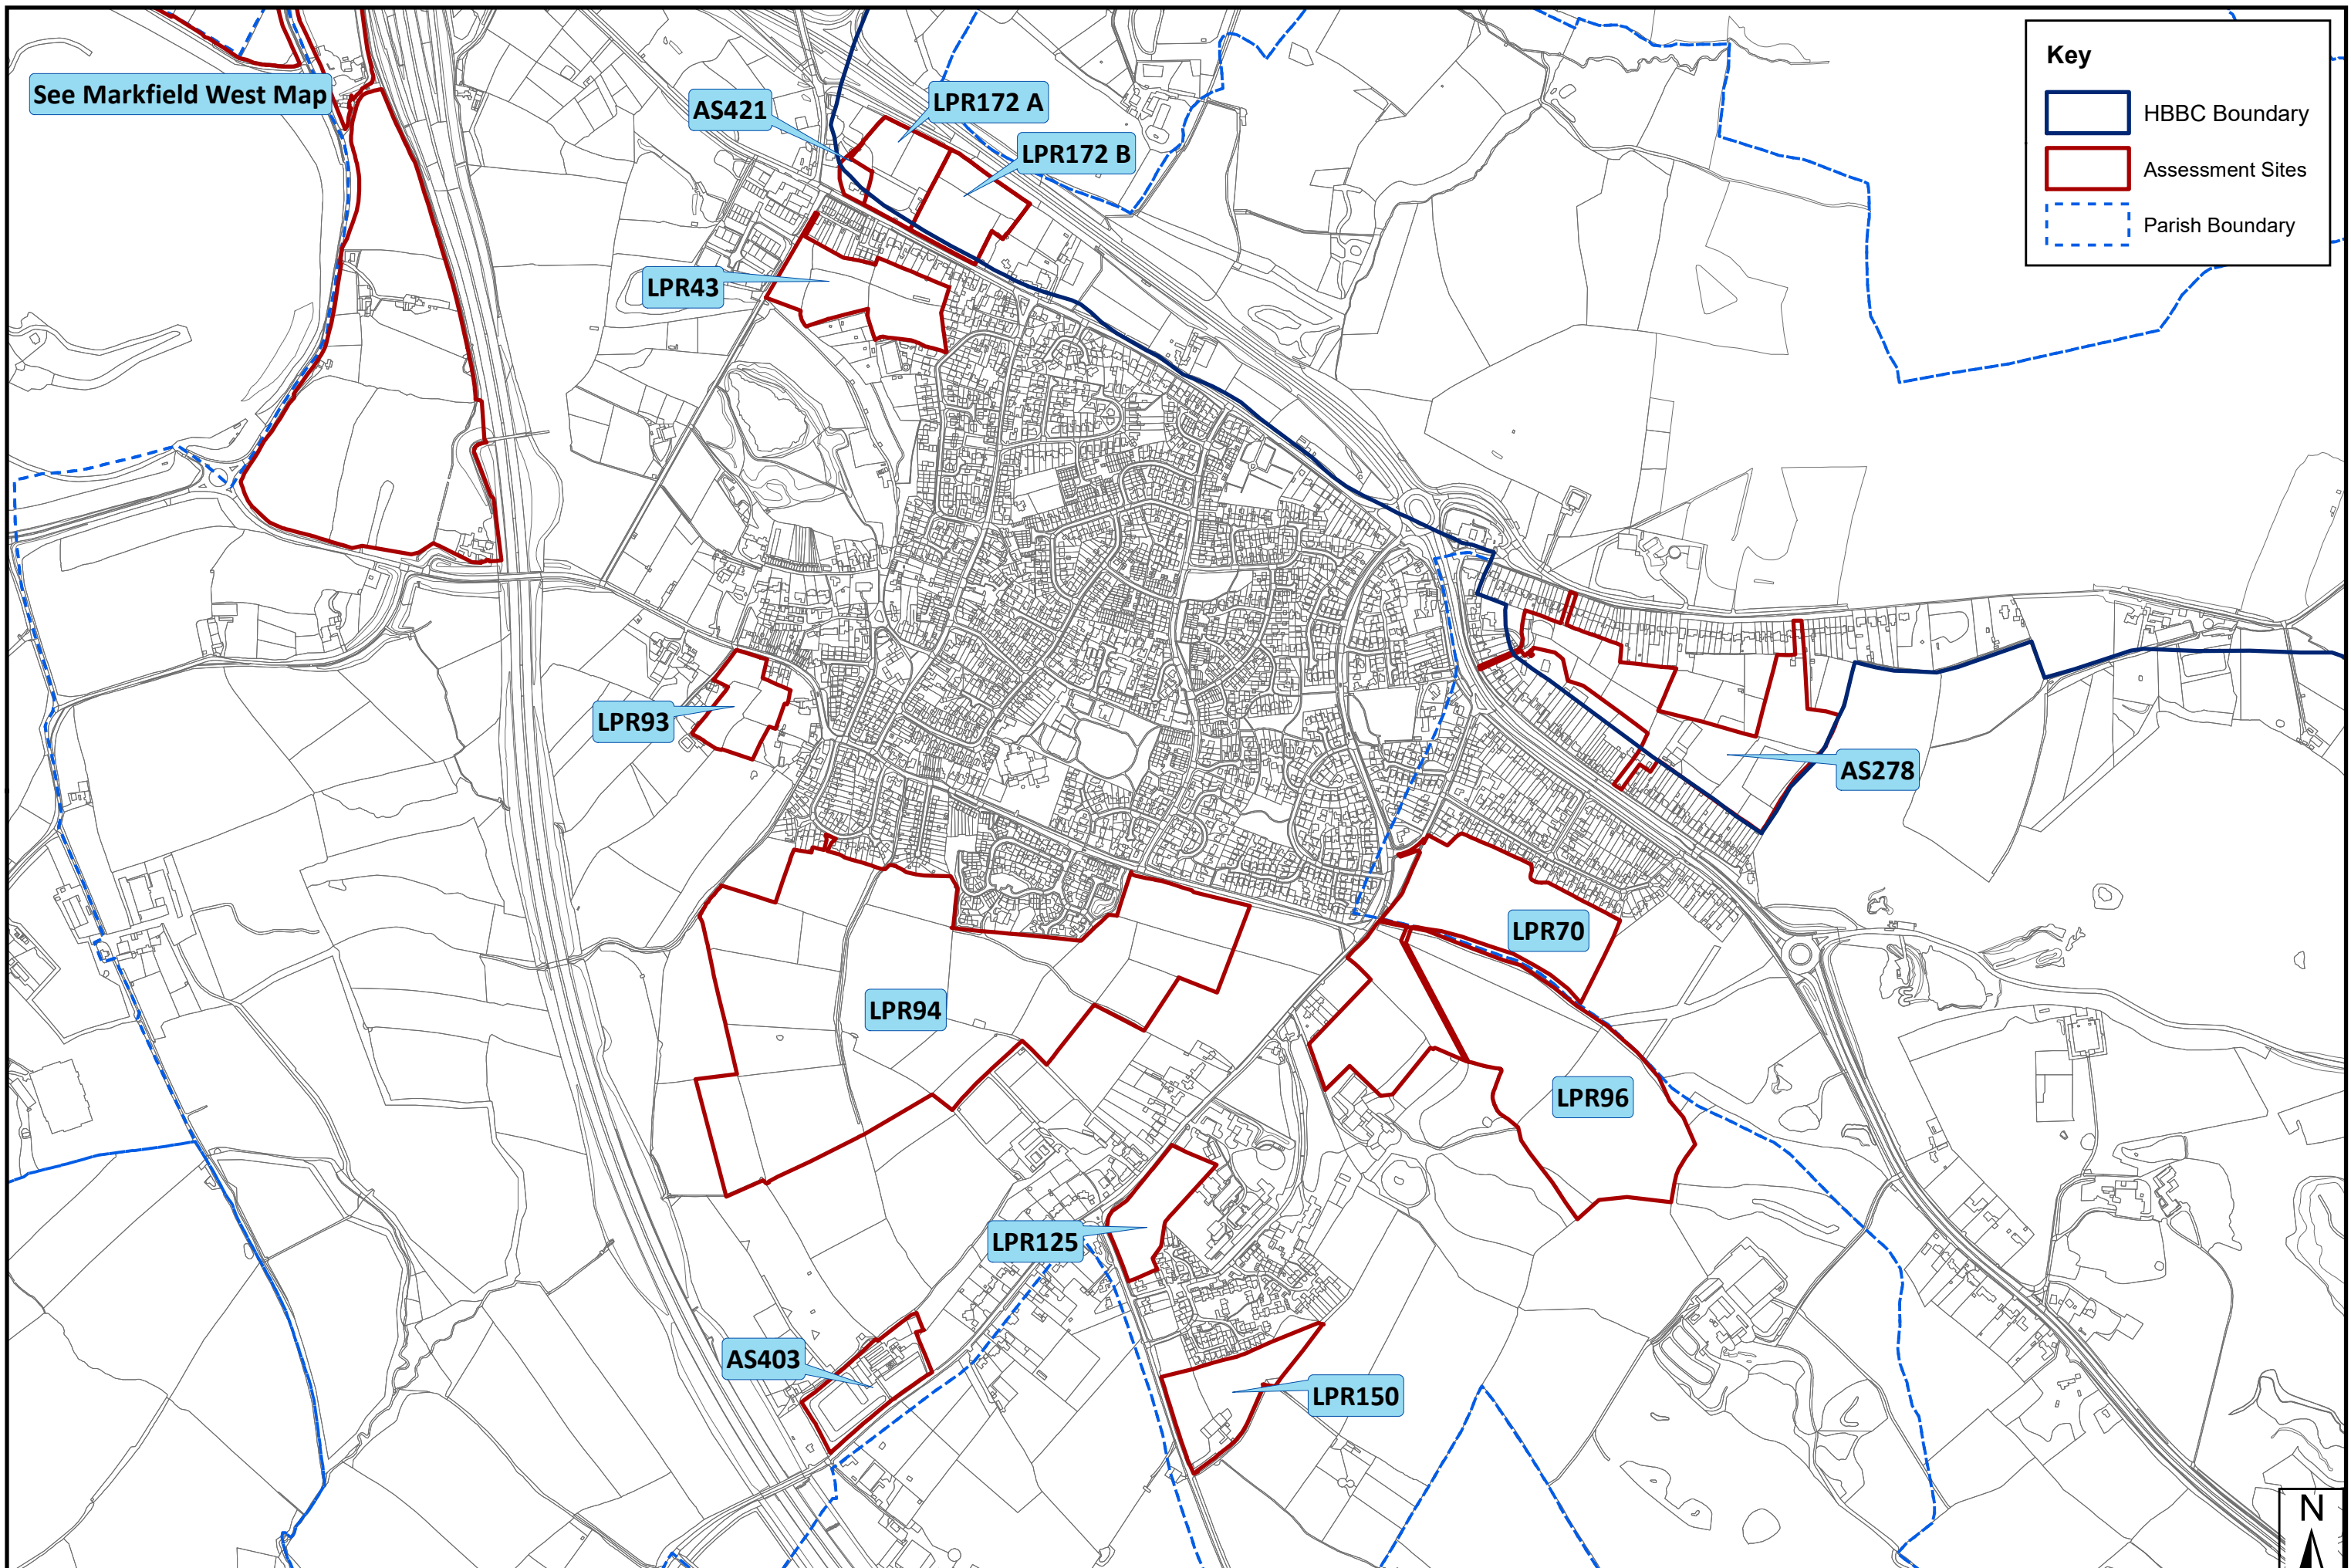 See Markfield West Map
AS421
LPR172 A
LPR172 B
LPR43
LPR93
AS278
LPR70
LPR94
LPR96
LPR125
AS403
LPR150
Key
HBBC Boundary
Assessment Sites
Parish Boundary
N